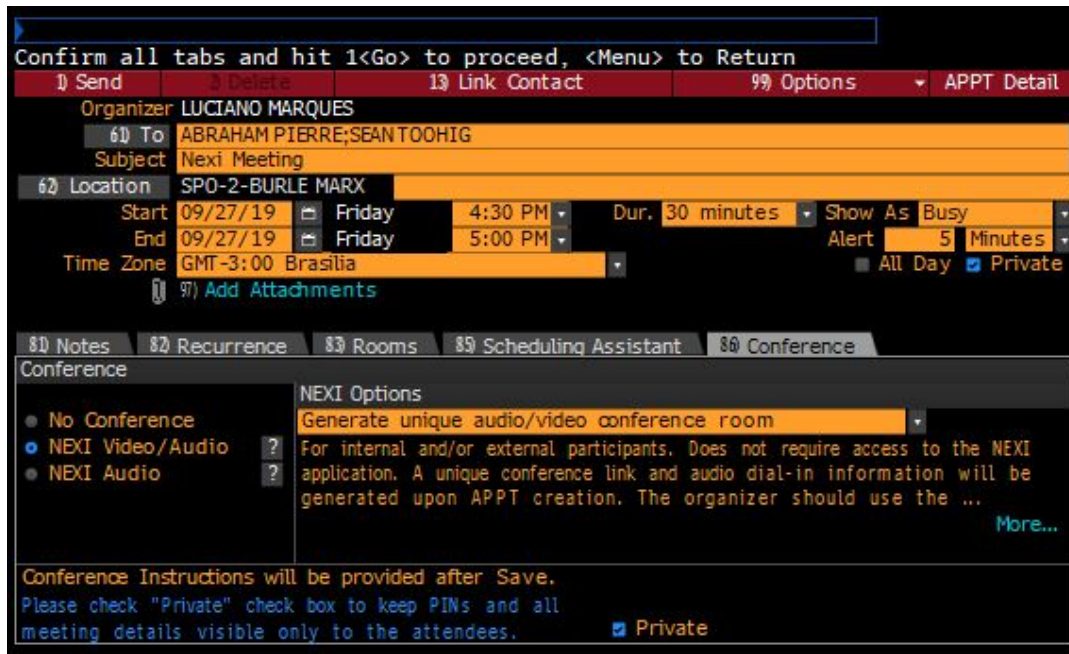 Confirm all tabs and hit 1<Go> to proceed, <Menu> to Return
1) Send 2) Delete 13) Link Contact 99) Options APPT Detail
Organizer LUCIANO MARQUES
61) To ABRAHAM PIERRE;SEAN TOOHIG
Subject Nexi Meeting
62) Location SPO-2-BURLE MARX
Start 09/27/19 Friday 4:30 PM Dur. 30 minutes Show As Busy
End 09/27/19 Friday 5:00 PM Alert 5 Minutes
Time Zone GMT-3:00 Brasilia All Day Private
97) Add Attachments
81) Notes 82) Recurrence 83) Rooms 85) Scheduling Assistant 86) Conference
Conference
NEXI Options
No Conference Generate unique audio/video conference room
NEXI Video/Audio ? For internal and/or external participants. Does not require access to the NEXI
NEXI Audio ? application. A unique conference link and audio dial-in information will be
generated upon APPT creation. The organizer should use the ...
More...
Conference Instructions will be provided after Save.
Please check "Private" check box to keep PINs and all
meeting details visible only to the attendees. Private